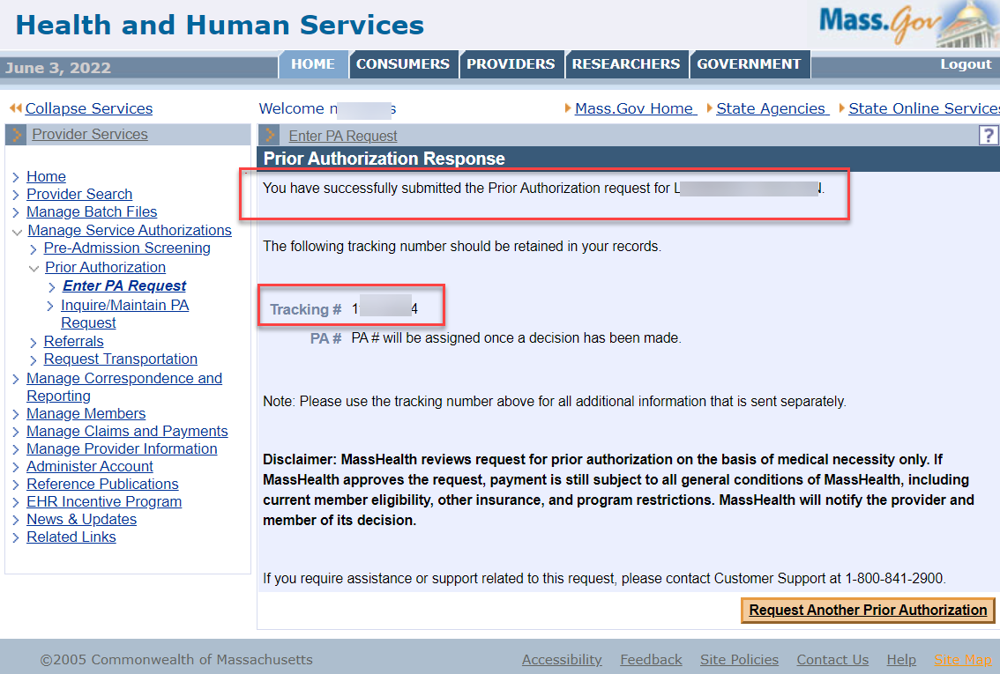 Health and Human Services
Mass.Gov
June 3, 2022
HOME CONSUMERS PROVIDERS RESEARCHERS GOVERNMENT
Logout
Collapse Services
Welcome
Mass.Gov Home State Agencies State Online Services
Provider Services
Home
Provider Search
Manage Batch Files
Manage Service Authorizations
Pre-Admission Screening
Prior Authorization
Enter PA Request
Inquire/Maintain PA
Request
Referrals
Request Transportation
Manage Correspondence and
Reporting
Manage Members
Manage Claims and Payments
Manage Provider Information
Administer Account
Reference Publications
EHR Incentive Program
News & Updates
Related Links
Enter PA Request
?
Prior Authorization Response
You have successfully submitted the Prior Authorization request for
The following tracking number should be retained in your records.
Tracking #
PA # PA # will be assigned once a decision has been made.
Note: Please use the tracking number above for all additional information that is sent separately.
Disclaimer: MassHealth reviews request for prior authorization on the basis of medical necessity only. If
MassHealth approves the request, payment is still subject to all general conditions of MassHealth, including
current member eligibility, other insurance, and program restrictions. MassHealth will notify the provider and
member of its decision.
If you require assistance or support related to this request, please contact Customer Support at 1-800-841-2900.
Request Another Prior Authorization
©2005 Commonwealth of Massachusetts
Accessibility Feedback Site Policies Contact Us Help Site Map